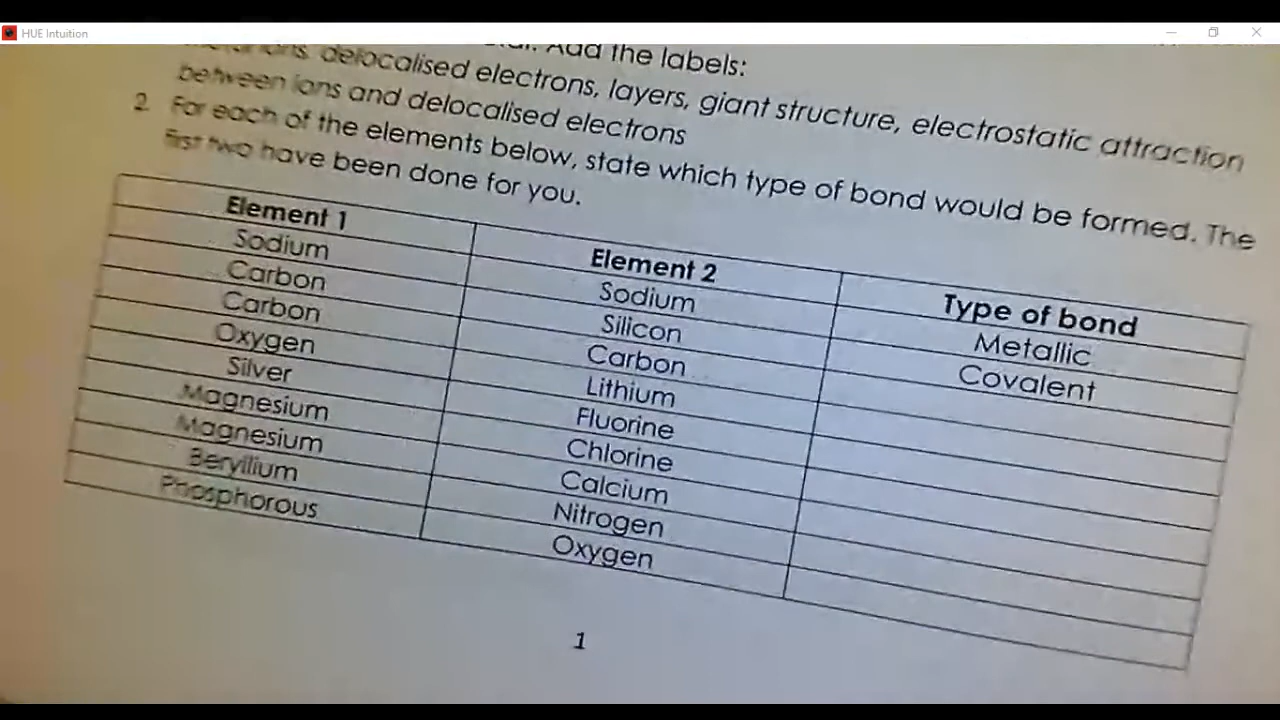 HUE Intuition
Add the labels:
delocalised electrons, layers, giant structure, electrostatic attraction
between ions and delocalised electrons
2. For each of the elements below, state which type of bond would be formed. The
first two have been done for you.
Element 1 Element 2 Type of bond
Sodium Sodium Metallic
Carbon Silicon Covalent
Carbon Carbon
Oxygen Lithium
Silver Fluorine
Magnesium Chlorine
Magnesium Calcium
Beryllium Nitrogen
Phosphorous Oxygen
1